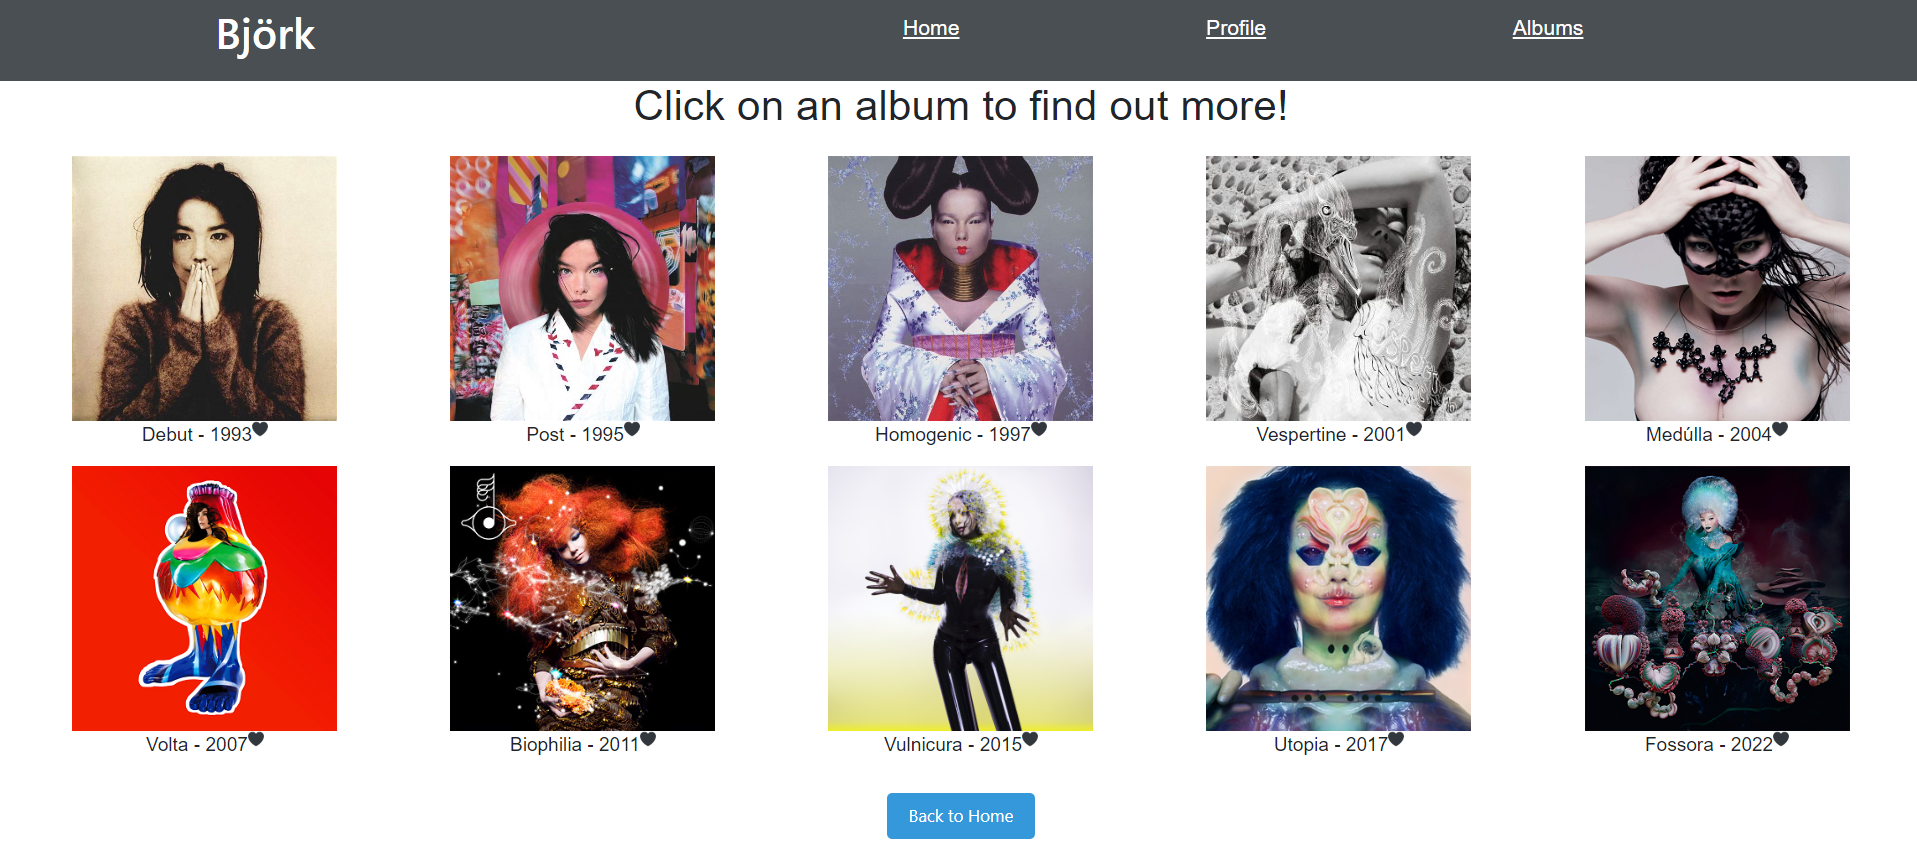 Björk
Home
Profile
Albums
Click on an album to find out more!
Debut - 1993🖤
Post - 1995🖤
Homogenic - 1997🖤
Vespertine - 2001🖤
Medúlla - 2004🖤
Volta - 2007🖤
Biophilia - 2011🖤
Vulnicura - 2015🖤
Utopia - 2017🖤
Fossora - 2022🖤
Back to Home